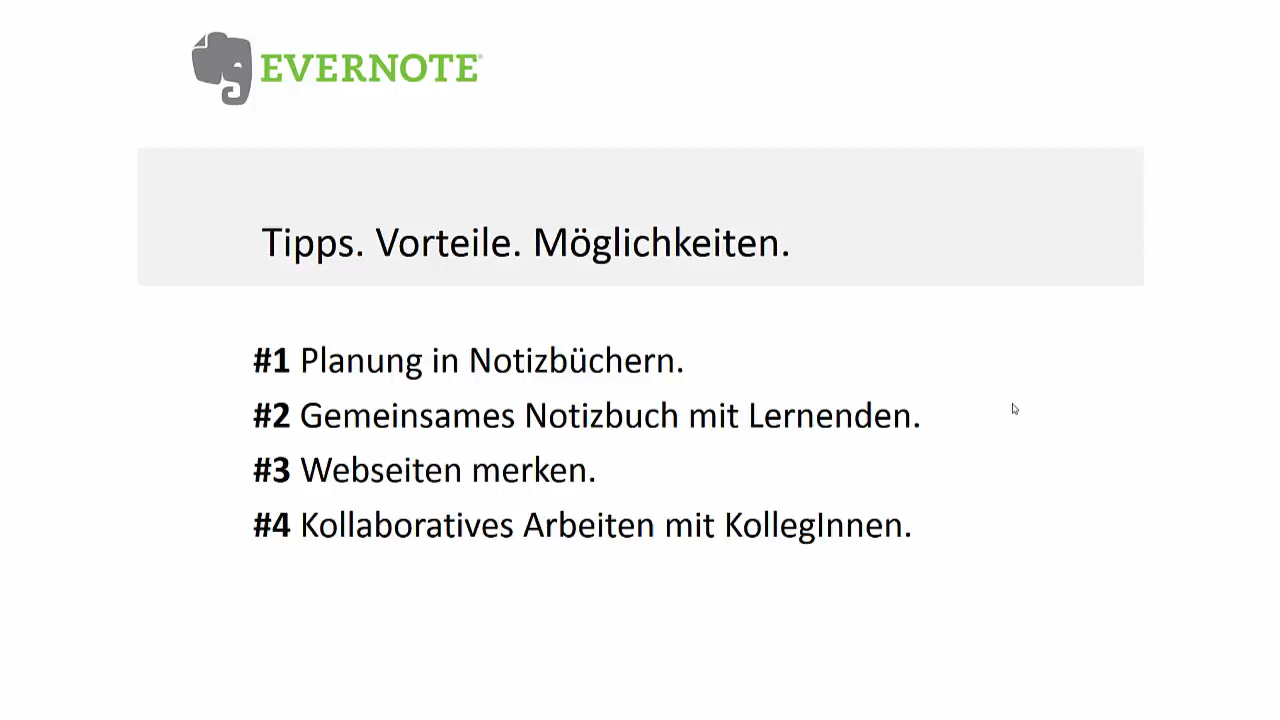 EVERNOTE®
Tipps. Vorteile. Möglichkeiten.
#1 Planung in Notizbüchern.
#2 Gemeinsames Notizbuch mit Lernenden.
#3 Webseiten merken.
#4 Kollaboratives Arbeiten mit KollegInnen.